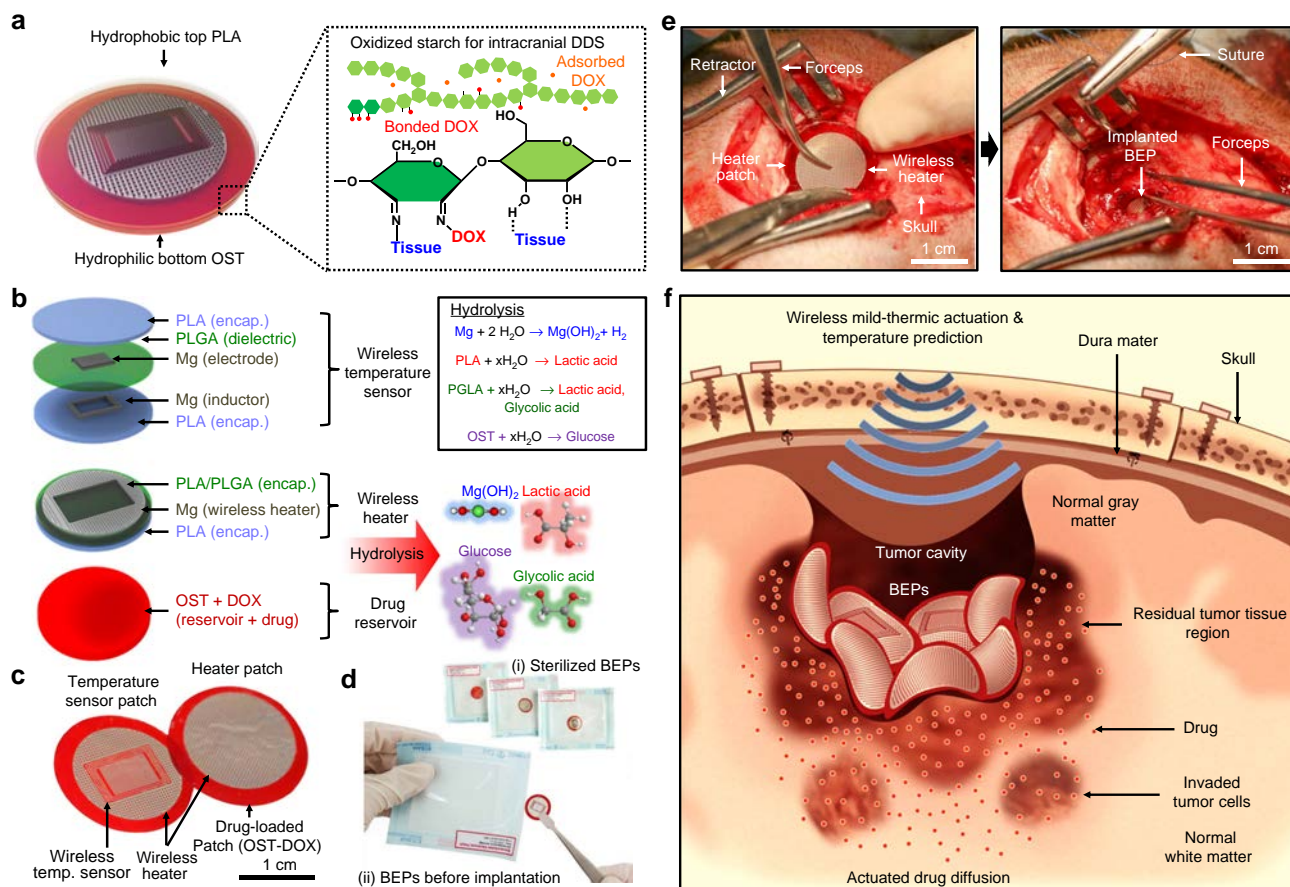 a
Hydrophobic top PLA
Hydrophilic bottom OST
Oxidized starch for intracranial DDS
Adsorbed
DOX
Bonded DOX
HO
CH2OH
O
O
O
O
O
N
N
H
O
OH
DOX
Tissue
Tissue
b
PLA (encap.)
PLGA (dielectric)
Mg (electrode)
Mg (inductor)
PLA (encap.)
Wireless
temperature
sensor
PLA/PLGA (encap.)
Mg (wireless heater)
PLA (encap.)
Wireless
heater
OST + DOX
(reservoir + drug)
Drug
reservoir
Hydrolysis
Mg + 2 H2O → Mg(OH)2 + H2
PLA + xH2O → Lactic acid
PGLA + xH2O → Lactic acid,
Glycolic acid
OST + xH2O → Glucose
Hydrolysis
Mg(OH)2
Lactic acid
Glucose
Glycolic acid
c
Temperature
sensor patch
Heater patch
Wireless
temp. sensor
Wireless
heater
Drug-loaded
Patch (OST-DOX)
1 cm
d
(i) Sterilized BEPs
(ii) BEPs before implantation
e
Retractor
Forceps
Heater
patch
Wireless
heater
Skull
1 cm
Suture
Implanted
BEP
Forceps
1 cm
f
Wireless mild-thermic actuation &
temperature prediction
Dura mater
Skull
Normal gray
matter
Tumor cavity
BEPs
Residual tumor tissue
region
Drug
Invaded
tumor cells
Normal
white matter
Actuated drug diffusion